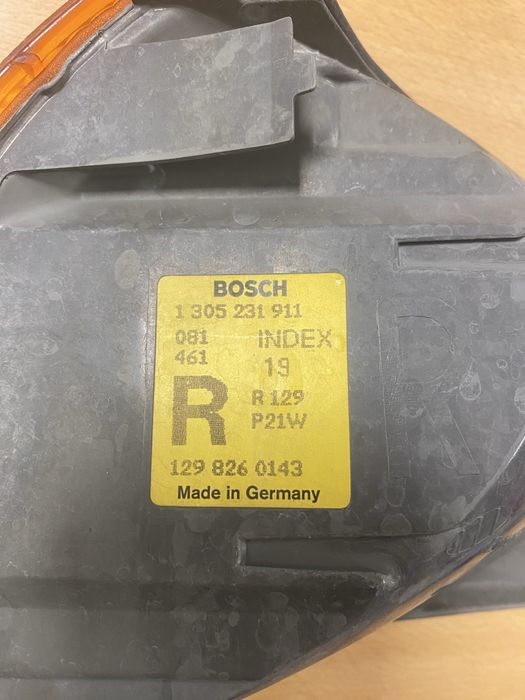 BOSCH
1 305 231 911
081 INDEX
461 19
R R 129
P21W
129 826 0143
Made in Germany